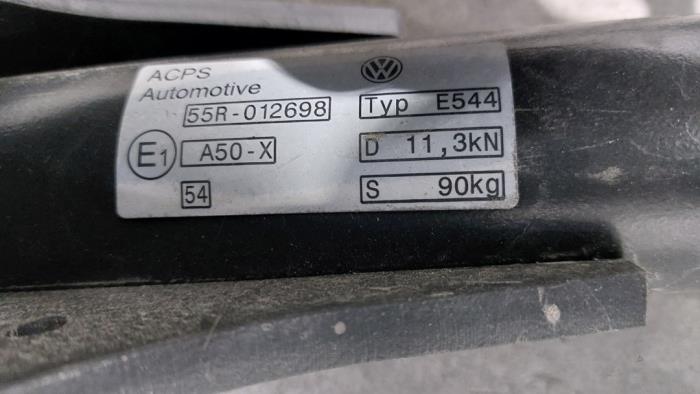 ACPS
Automotive
55R-012698
Typ E544
E1
A50-X
D 11,3kN
54
S 90kg